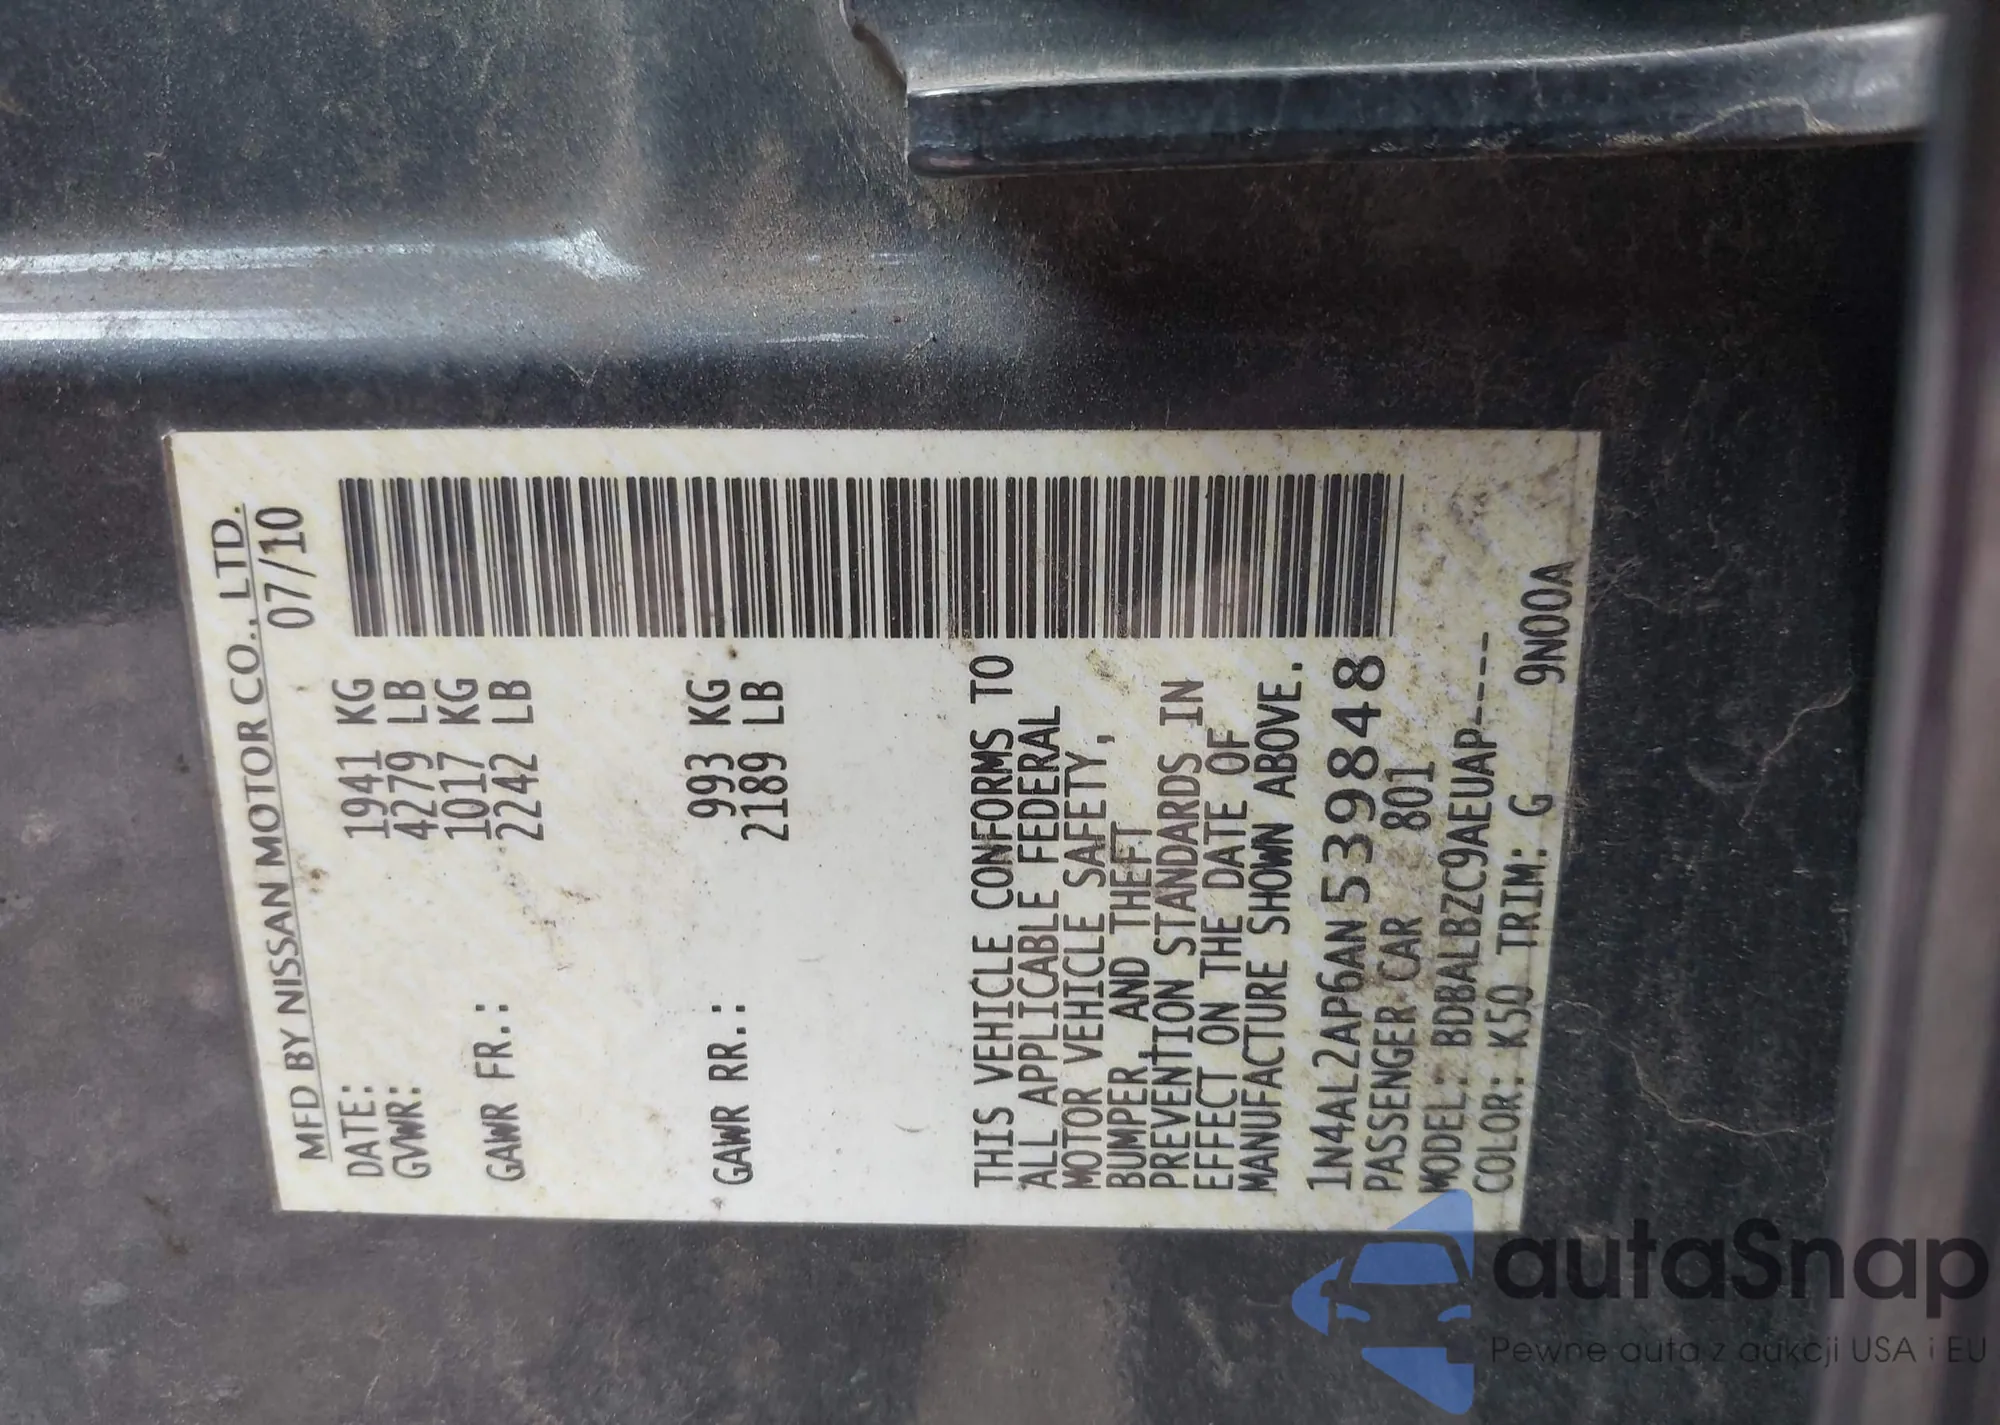 MFD BY NISSAN MOTOR CO., LTD.
DATE: 07/10
GVWR: 1941 KG
4279 LB
GAWR FR.: 1017 KG
2242 LB
GAWR RR.: 993 KG
2189 LB
THIS VEHICLE CONFORMS TO
ALL APPLICABLE FEDERAL
MOTOR VEHICLE SAFETY,
BUMPER, AND THEFT
PREVENTION STANDARDS IN
EFFECT ON THE DATE OF
MANUFACTURE SHOWN ABOVE.
1N4AL2AP6AN539848
PASSENGER CAR 801
MODEL: BDBALBZC9AEUAP----
COLOR: K50 TRIM: G 9N00A
autaSnap
Pewne auta z aukcji USA i EU